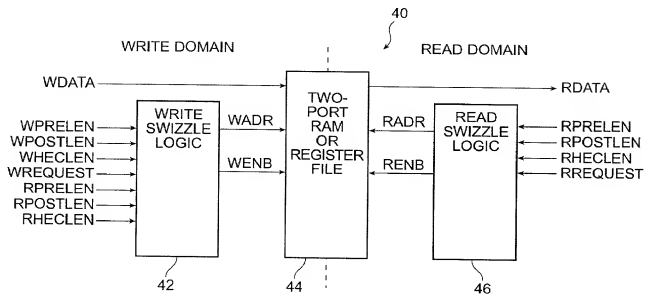 40
WRITE DOMAIN
READ DOMAIN
WDATA
RDATA
WRITE
SWIZZLE
LOGIC
WPRELEN
WPOSTLEN
WHECLEN
WREQUEST
RPRELEN
RPOSTLEN
RHECLEN
WADR
WENB
TWO-
PORT
RAM
OR
REGISTER
FILE
RADR
RENB
READ
SWIZZLE
LOGIC
RPRELEN
RPOSTLEN
RHECLEN
RREQUEST
42
44
46